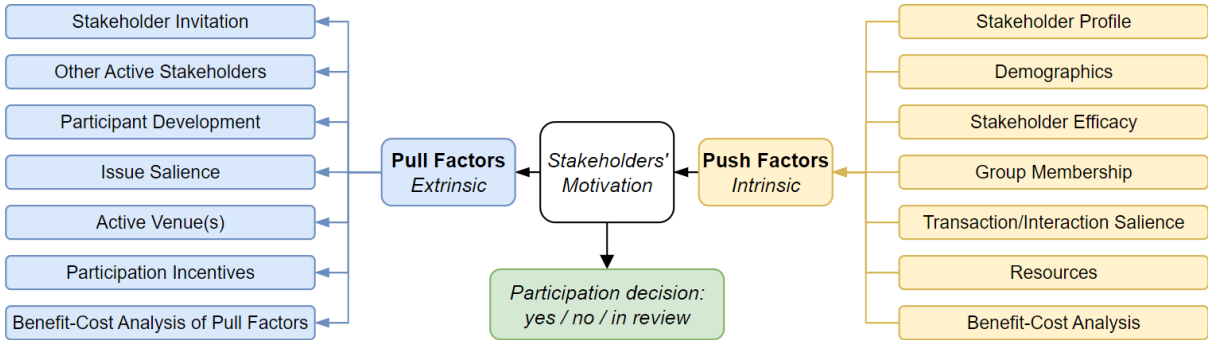 Stakeholder Invitation
Other Active Stakeholders
Participant Development
Issue Salience
Active Venue(s)
Participation Incentives
Benefit-Cost Analysis of Pull Factors
Pull Factors
Extrinsic
Stakeholders'
Motivation
Participation decision:
yes / no / in review
Push Factors
Intrinsic
Stakeholder Profile
Demographics
Stakeholder Efficacy
Group Membership
Transaction/Interaction Salience
Resources
Benefit-Cost Analysis